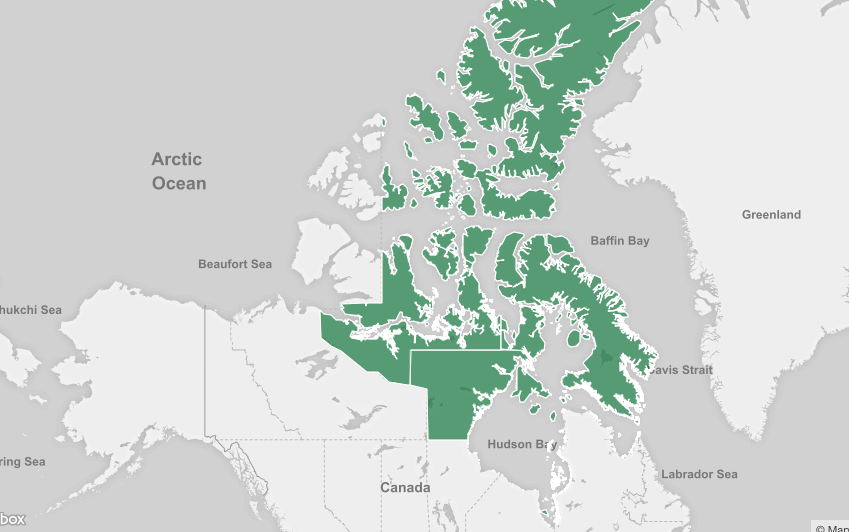 Arctic
Ocean
Greenland
Baffin Bay
Beaufort Sea
hukchi Sea
avis Strait
Hudson Bay
ring Sea
Labrador Sea
Canada
box
© Map